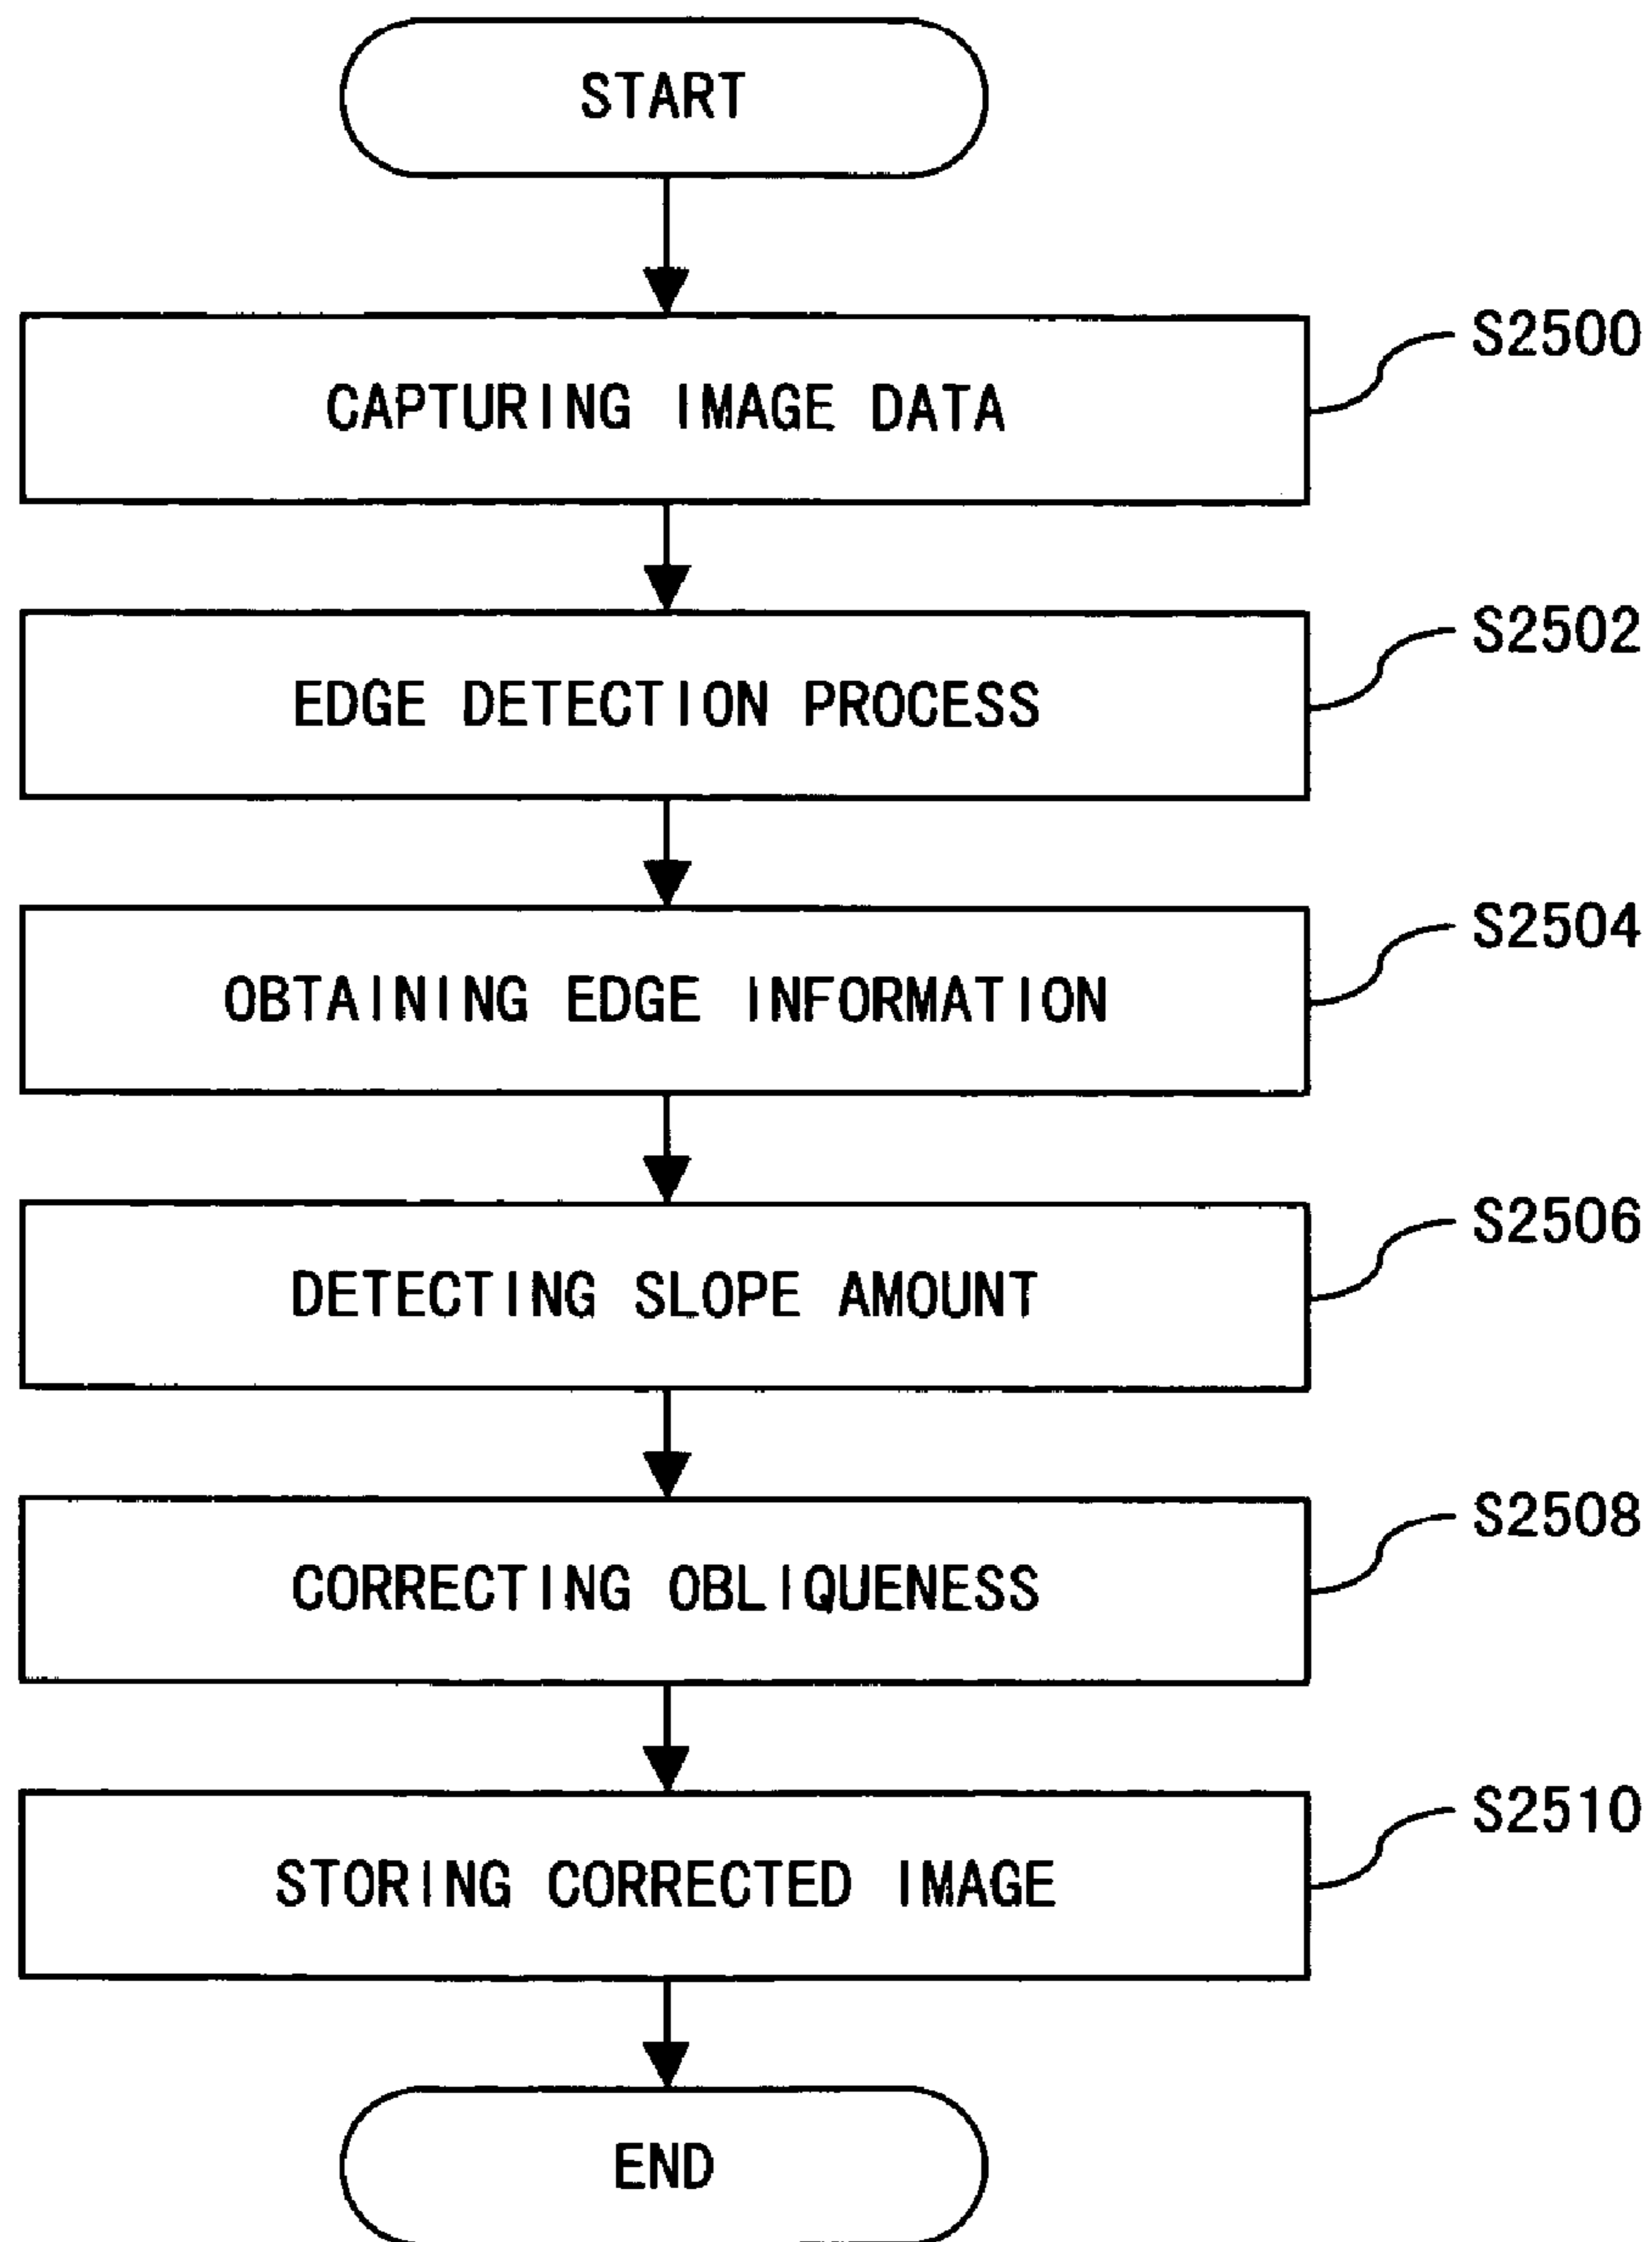 START
S2500
CAPTURING IMAGE DATA
S2502
EDGE DETECTION PROCESS
S2504
OBTAINING EDGE INFORMATION
S2506
DETECTING SLOPE AMOUNT
S2508
CORRECTING OBLIQUENESS
S2510
STORING CORRECTED IMAGE
END